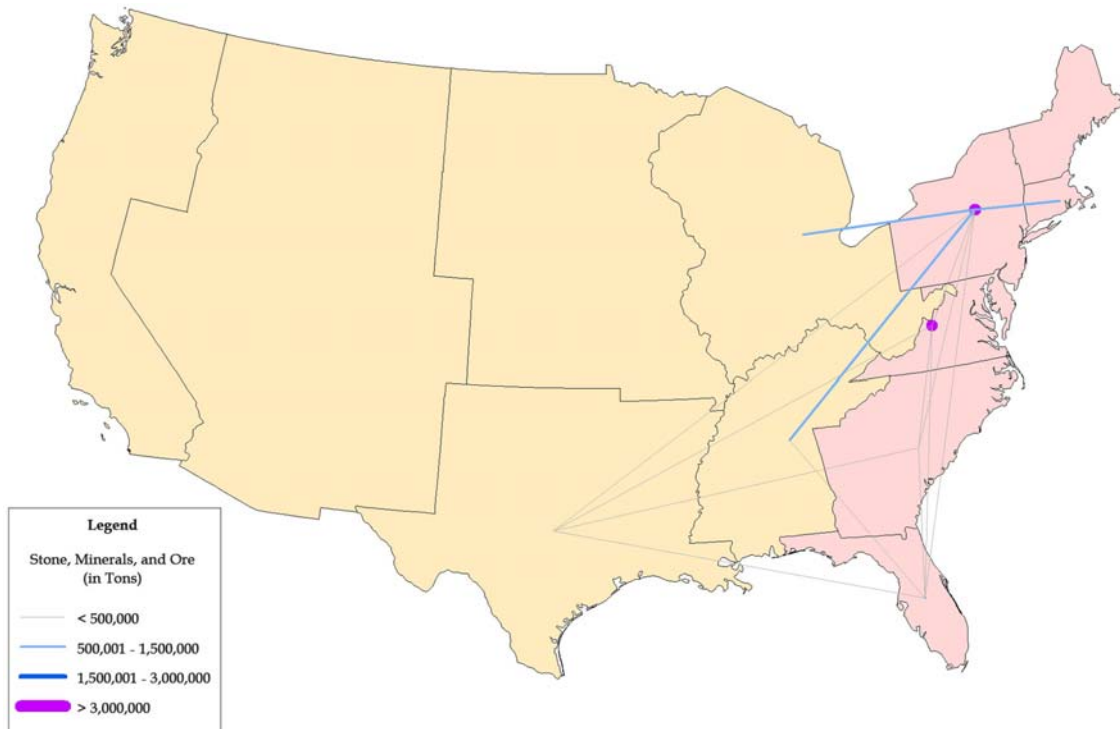 Legend
Stone, Minerals, and Ore
(in Tons)
< 500,000
500,001 - 1,500,000
1,500,001 - 3,000,000
> 3,000,000